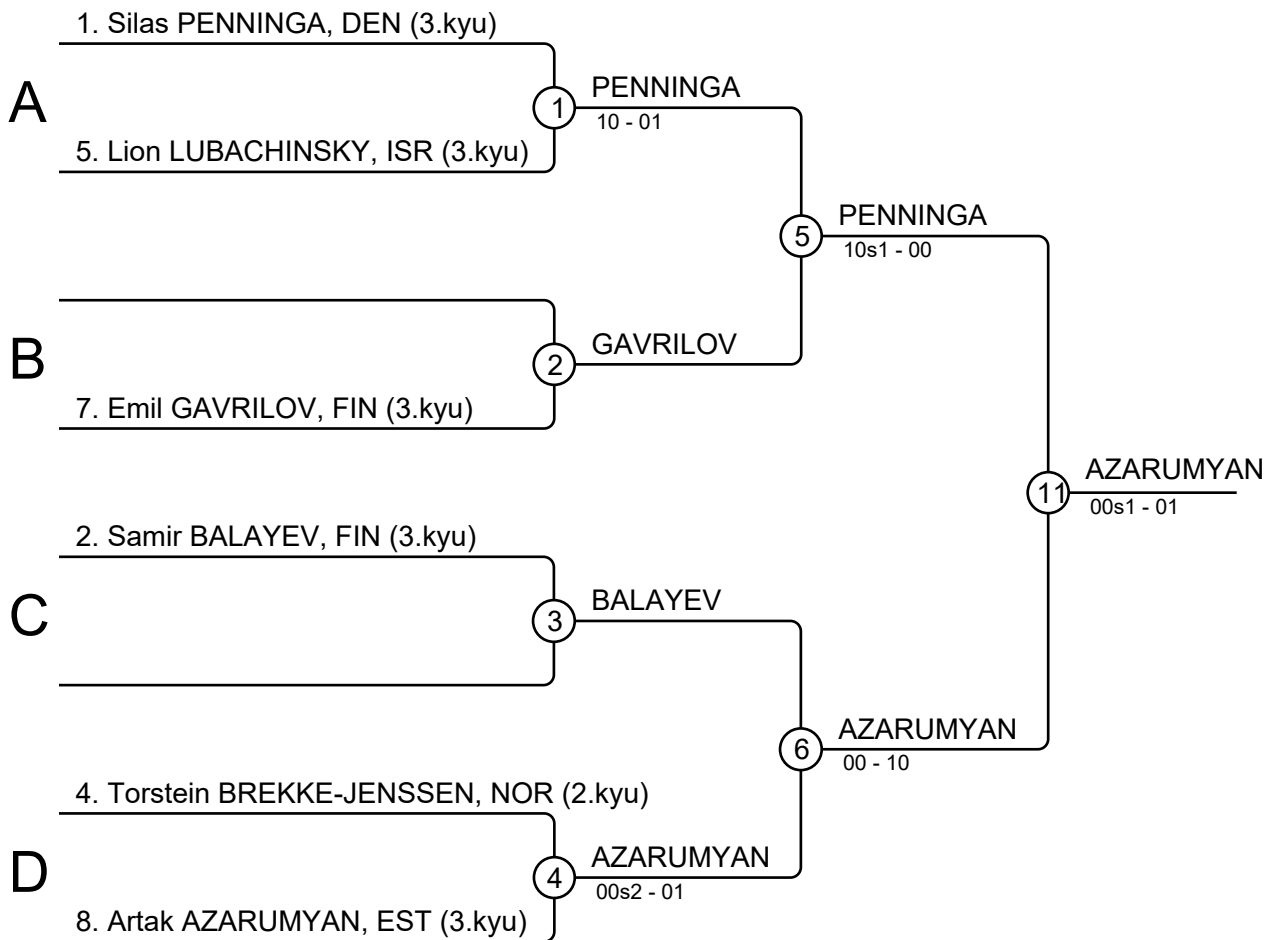 1. Silas PENNINGA, DEN (3.kyu)
A
1
PENNINGA
10 - 01
5. Lion LUBACHINSKY, ISR (3.kyu)
5
PENNINGA
10s1 - 00
B
2
GAVRILOV
7. Emil GAVRILOV, FIN (3.kyu)
11
AZARUMYAN
00s1 - 01
2. Samir BALAYEV, FIN (3.kyu)
C
3
BALAYEV
6
AZARUMYAN
00 - 10
4. Torstein BREKKE-JENSSEN, NOR (2.kyu)
D
4
AZARUMYAN
00s2 - 01
8. Artak AZARUMYAN, EST (3.kyu)